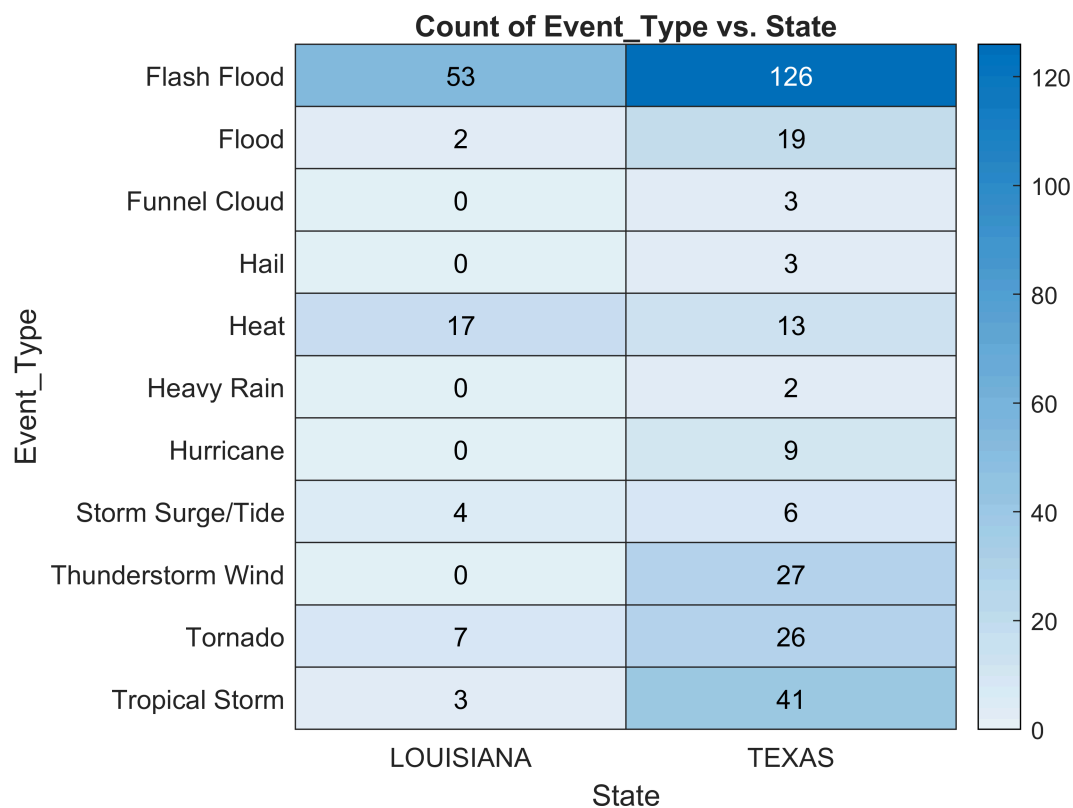 Count of Event_Type vs. State
Flash Flood 53 126
Flood 2 19
Funnel Cloud 0 3
Hail 0 3
Heat 17 13
Heavy Rain 0 2
Hurricane 0 9
Storm Surge/Tide 4 6
Thunderstorm Wind 0 27
Tornado 7 26
Tropical Storm 3 41
LOUISIANA TEXAS
State
Event_Type
120
100
80
60
40
20
0